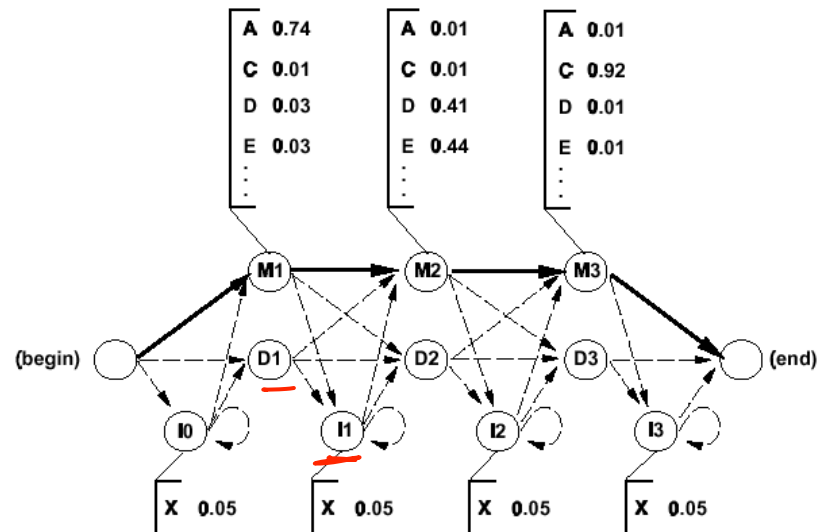 A 0.74 A 0.01 A 0.01
C 0.01 C 0.01 C 0.92
D 0.03 D 0.41 D 0.01
E 0.03 E 0.44 E 0.01
M1 M2 M3
(begin) D1 D2 D3 (end)
I0 I1 I2 I3
X 0.05 X 0.05 X 0.05 X 0.05